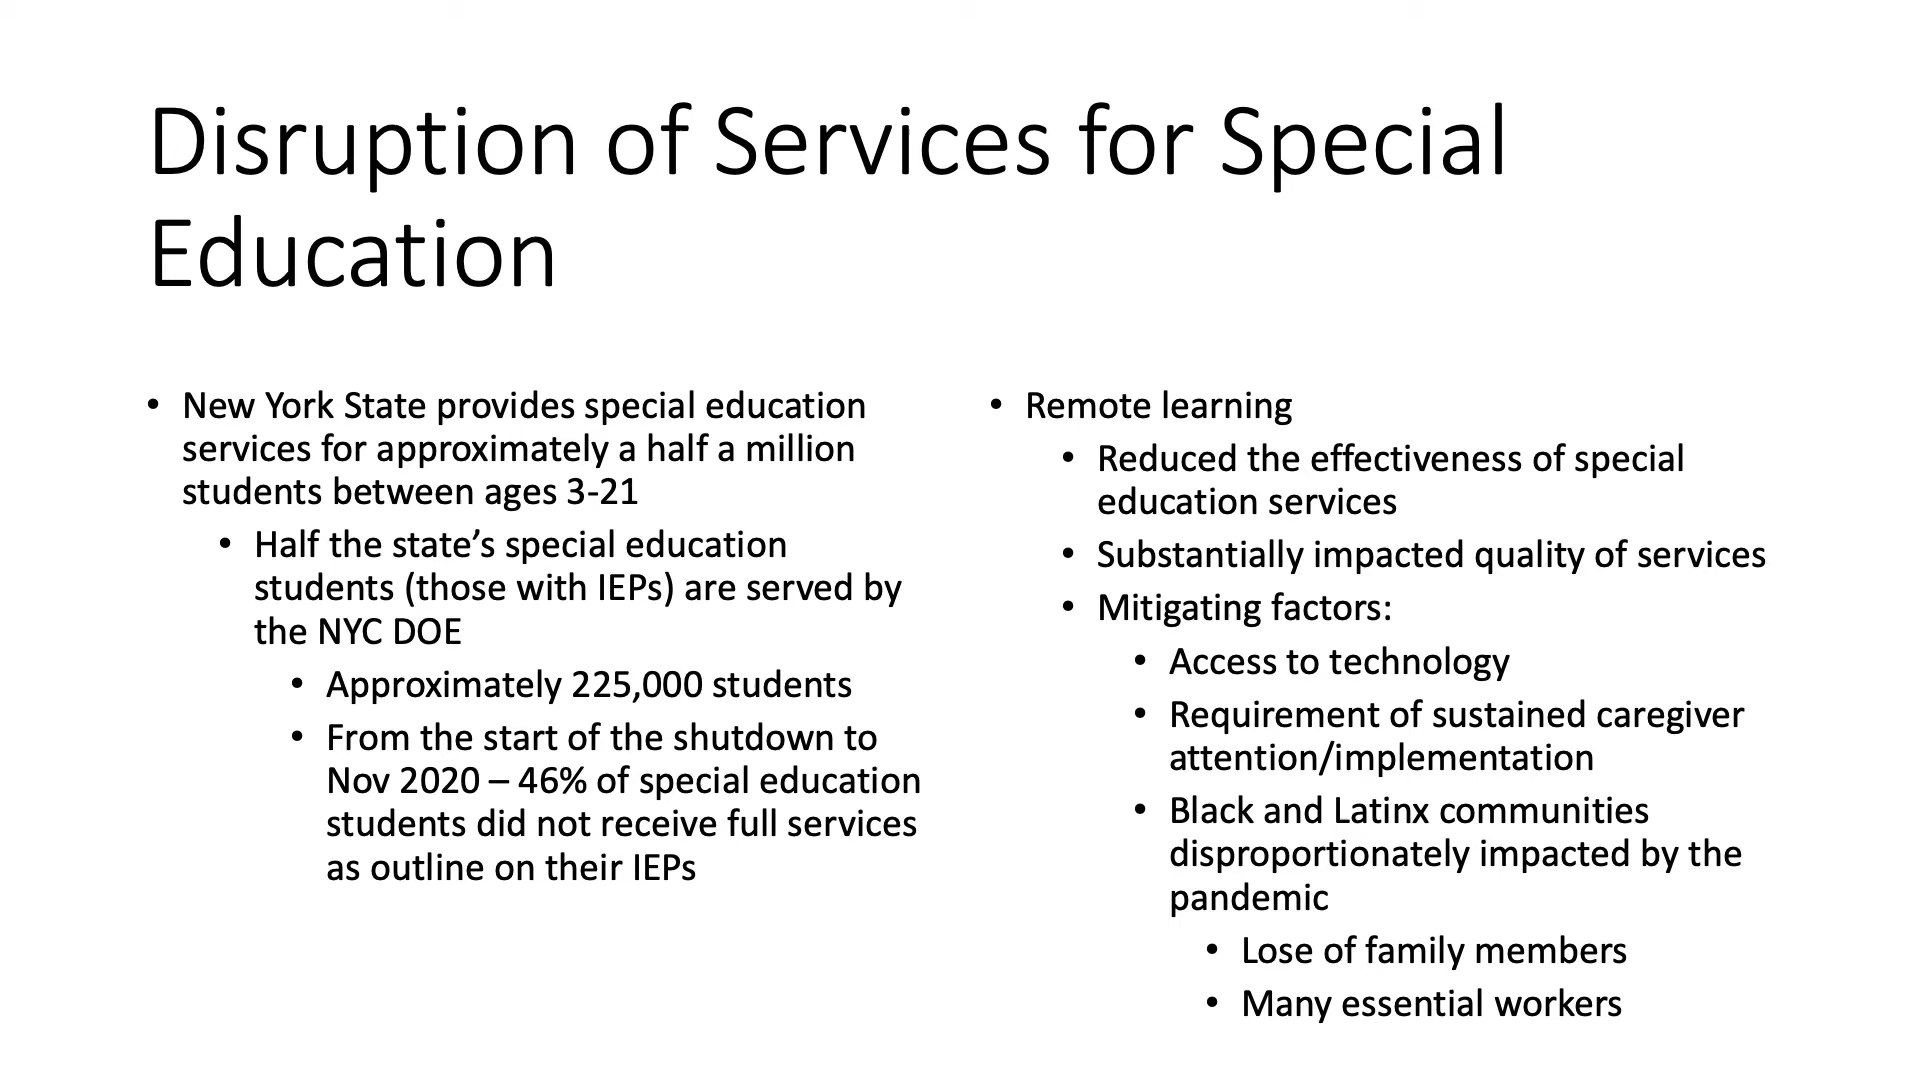 Disruption of Services for Special
Education
• New York State provides special education
services for approximately a half a million
students between ages 3-21
• Half the state’s special education
students (those with IEPs) are served by
the NYC DOE
• Approximately 225,000 students
• From the start of the shutdown to
Nov 2020 – 46% of special education
students did not receive full services
as outline on their IEPs
• Remote learning
• Reduced the effectiveness of special
education services
• Substantially impacted quality of services
• Mitigating factors:
• Access to technology
• Requirement of sustained caregiver
attention/implementation
• Black and Latinx communities
disproportionately impacted by the
pandemic
• Lose of family members
• Many essential workers